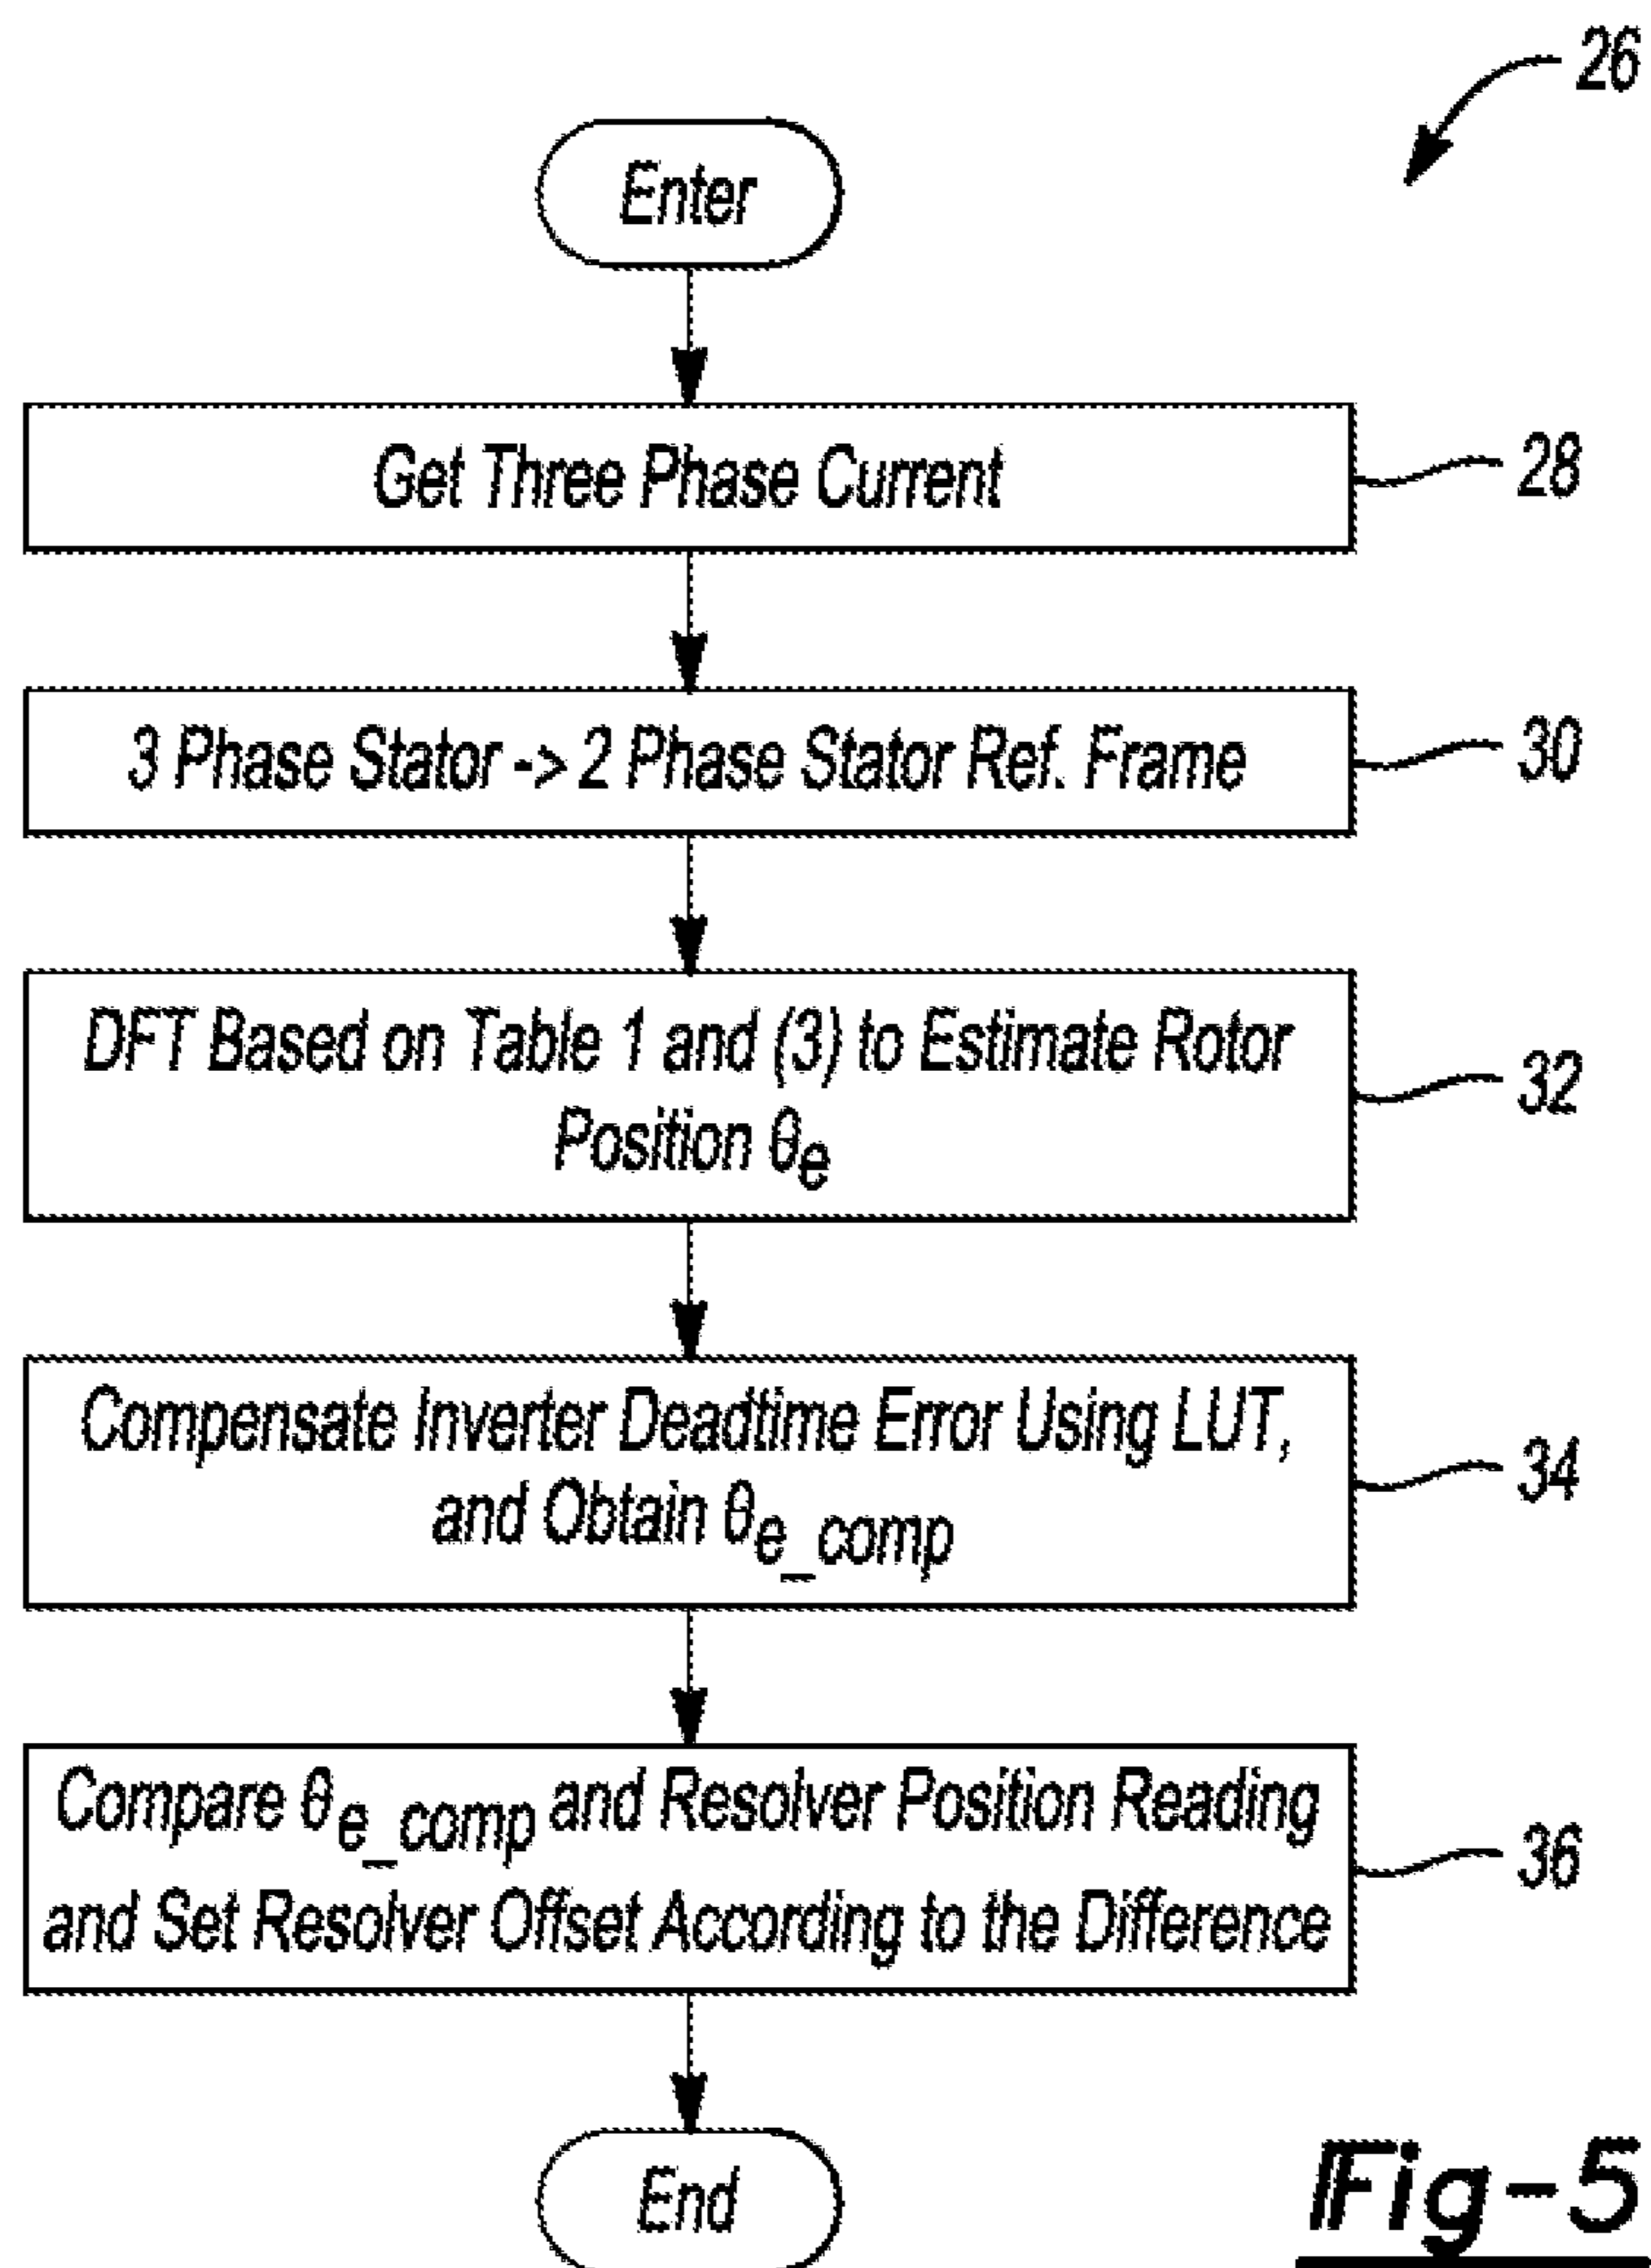 26
Enter
Get Three Phase Current
28
3 Phase Stator -> 2 Phase Stator Ref. Frame
30
DFT Based on Table 1 and (3) to Estimate Rotor
Position θe
32
Compensate Inverter Deadtime Error Using LUT,
and Obtain θe_comp
34
Compare θe_comp and Resolver Position Reading
and Set Resolver Offset According to the Difference
36
End
Fig-5